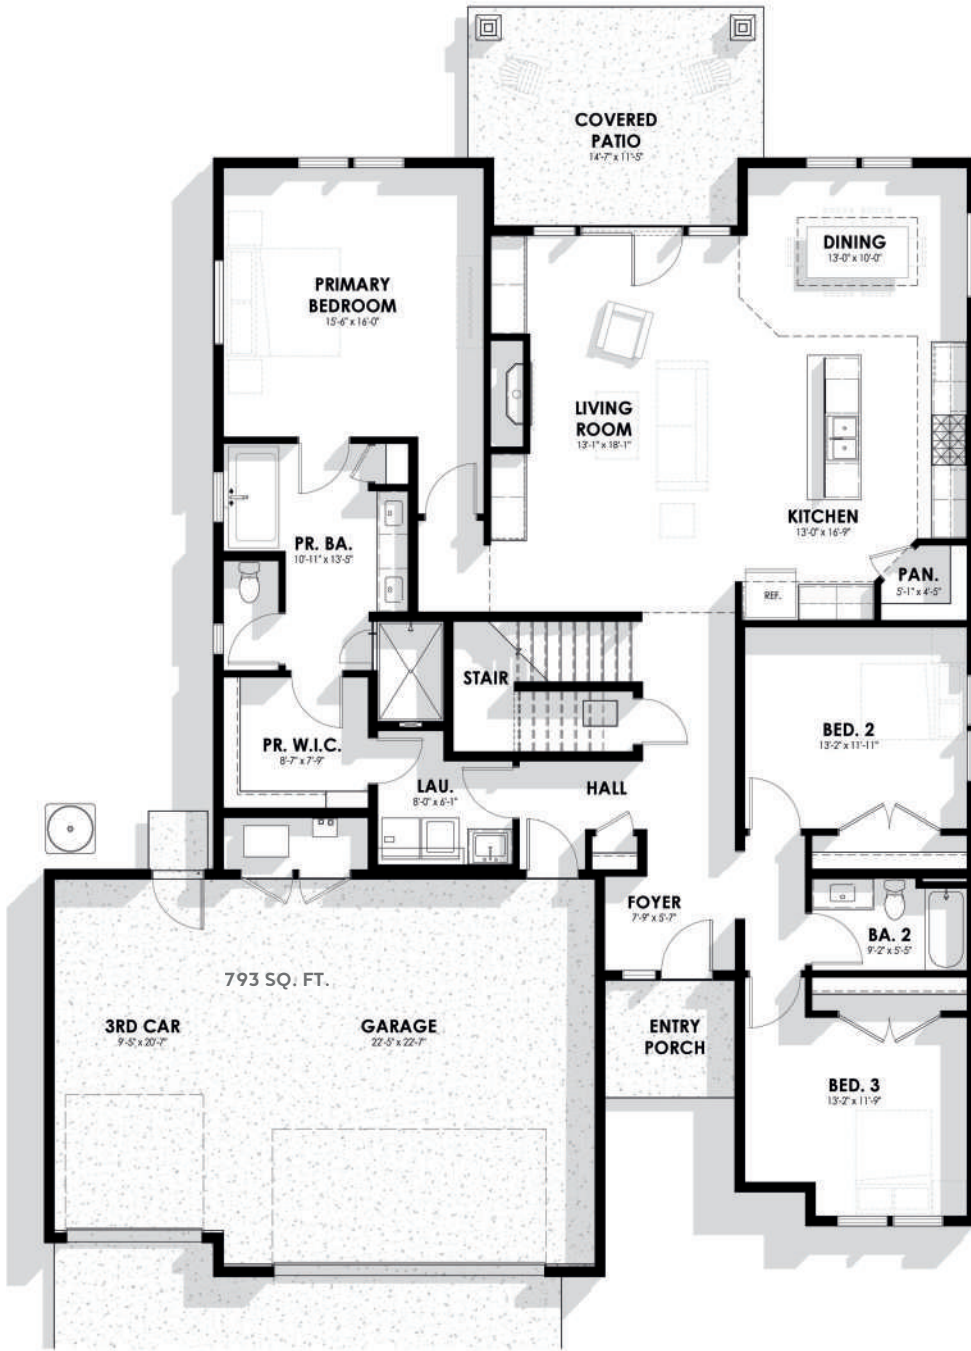 COVERED
PATIO
14'-7" x 11'-5"
DINING
13'-0" x 10'-0"
PRIMARY
BEDROOM
15'-6" x 16'-0"
LIVING
ROOM
13'-1" x 18'-1"
KITCHEN
13'-0" x 16'-9"
PR. BA.
10'-11" x 13'-5"
PAN.
5'-1" x 4'-5"
REF.
STAIR
BED. 2
13'-2" x 11'-11"
PR. W.I.C.
8'-7" x 7'-9"
LAU.
8'-0" x 6'-1"
HALL
FOYER
7'-9" x 5'-7"
BA. 2
9'-2" x 5'-5"
793 SQ. FT.
3RD CAR
9'-5" x 20'-7"
GARAGE
22'-5" x 22'-7"
ENTRY
PORCH
BED. 3
13'-2" x 11'-9"